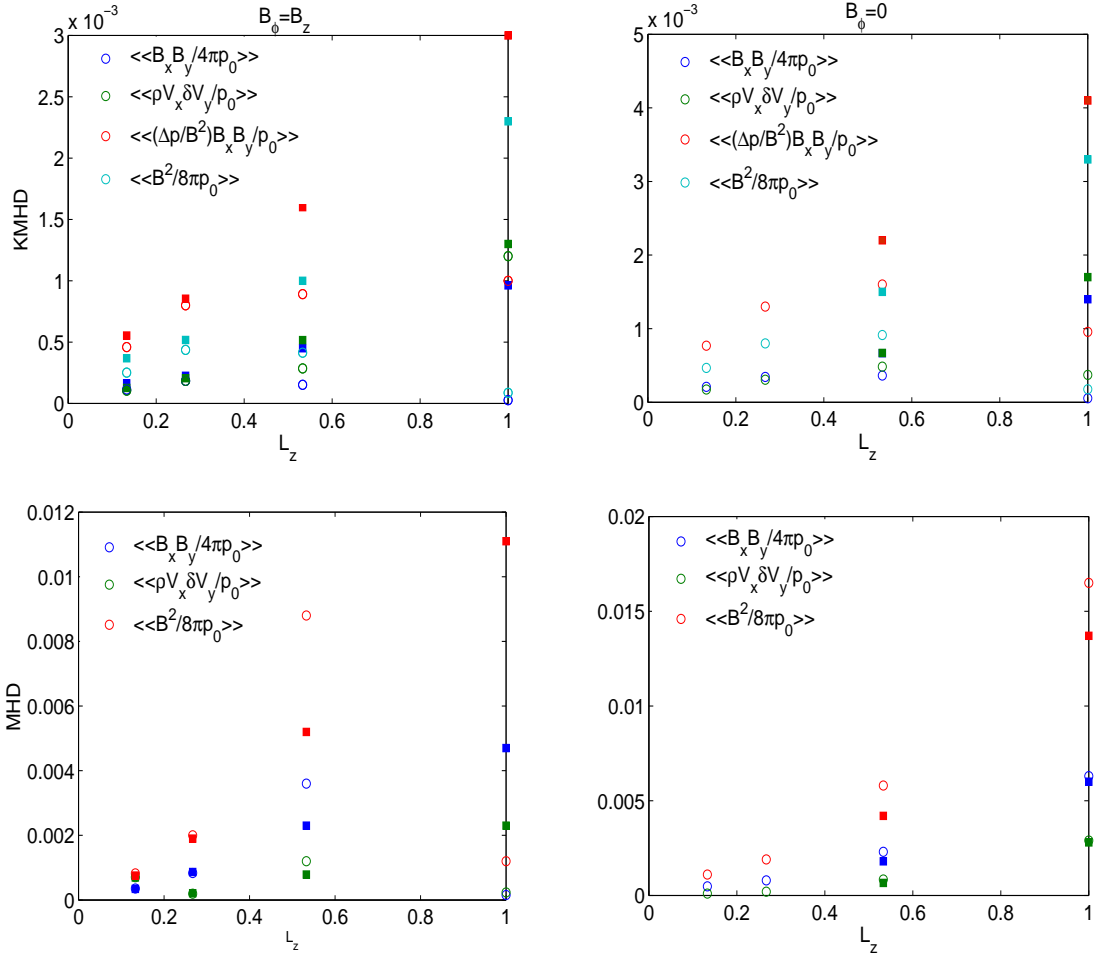 B_ϕ=B_z
x 10^−3
3
2.5
2
1.5
1
0.5
0
KMHD
<<B_xB_y/4πp_0>>
<<ρV_xδV_y/p_0>>
<<(Δp/B^2)B_xB_y/p_0>>
<<B^2/8πp_0>>
0 0.2 0.4 0.6 0.8 1
L_z
B_ϕ=0
x 10^−3
5
4
3
2
1
0
<<B_xB_y/4πp_0>>
<<ρV_xδV_y/p_0>>
<<(Δp/B^2)B_xB_y/p_0>>
<<B^2/8πp_0>>
0 0.2 0.4 0.6 0.8 1
L_z
0.012
0.01
0.008
0.006
0.004
0.002
0
MHD
<<B_xB_y/4πp_0>>
<<ρV_xδV_y/p_0>>
<<B^2/8πp_0>>
0 0.2 0.4 0.6 0.8 1
L_z
0.02
0.015
0.01
0.005
0
<<B_xB_y/4πp_0>>
<<ρV_xδV_y/p_0>>
<<B^2/8πp_0>>
0 0.2 0.4 0.6 0.8 1
L_z